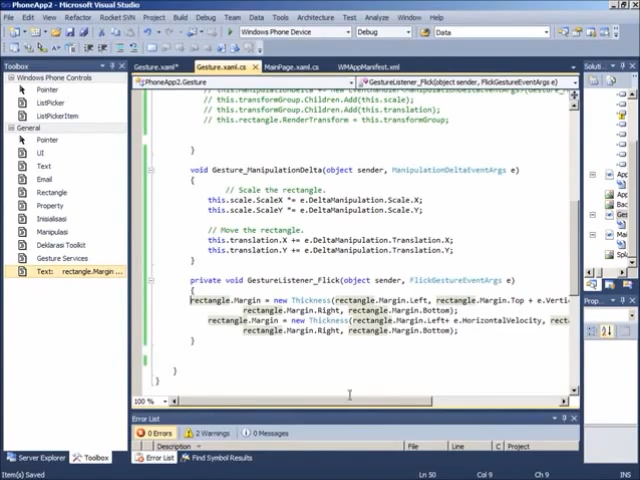 PhoneApp2 - Microsoft Visual Studio
File Edit View Refactor Rocket SVN Project Build Debug Team Data Tools Architecture Test Analyze Window Help
Windows Phone Device Debug Data
Toolbox
Windows Phone Controls
Pointer
ListPicker
ListPickerItem
General
Pointer
UI
Text
Email
Rectangle
Property
Inisialisasi
Manipulasi
Deklarasi Toolkit
Gesture Services
Text: rectangle.Margin ...
Gesture.xaml* Gesture.xaml.cs MainPage.xaml.cs WMAppManifest.xml
PhoneApp2.Gesture GestureListener_Flick(object sender, FlickGestureEventArgs e)
// this.transformGroup.Children.Add(this.scale);
// this.transformGroup.Children.Add(this.translation);
// this.rectangle.RenderTransform = this.transformGroup;
}
void Gesture_ManipulationDelta(object sender, ManipulationDeltaEventArgs e)
{
// Scale the rectangle.
this.scale.ScaleX *= e.DeltaManipulation.Scale.X;
this.scale.ScaleY *= e.DeltaManipulation.Scale.Y;
// Move the rectangle.
this.translation.X += e.DeltaManipulation.Translation.X;
this.translation.Y += e.DeltaManipulation.Translation.Y;
}
private void GestureListener_Flick(object sender, FlickGestureEventArgs e)
{
rectangle.Margin = new Thickness(rectangle.Margin.Left, rectangle.Margin.Top + e.Verti
rectangle.Margin.Right, rectangle.Margin.Bottom);
rectangle.Margin = new Thickness(rectangle.Margin.Left+ e.HorizontalVelocity, recta
rectangle.Margin.Right, rectangle.Margin.Bottom);
}
}
}
100 %
Soluti...
App
Bac
Ges
Mai
Spla
Prop...
Error List
0 Errors 2 Warnings 0 Messages
Description File Line Project
Server Explorer Toolbox Error List Find Symbol Results
Item(s) Saved Ln 50 Col 9 Ch 9 INS